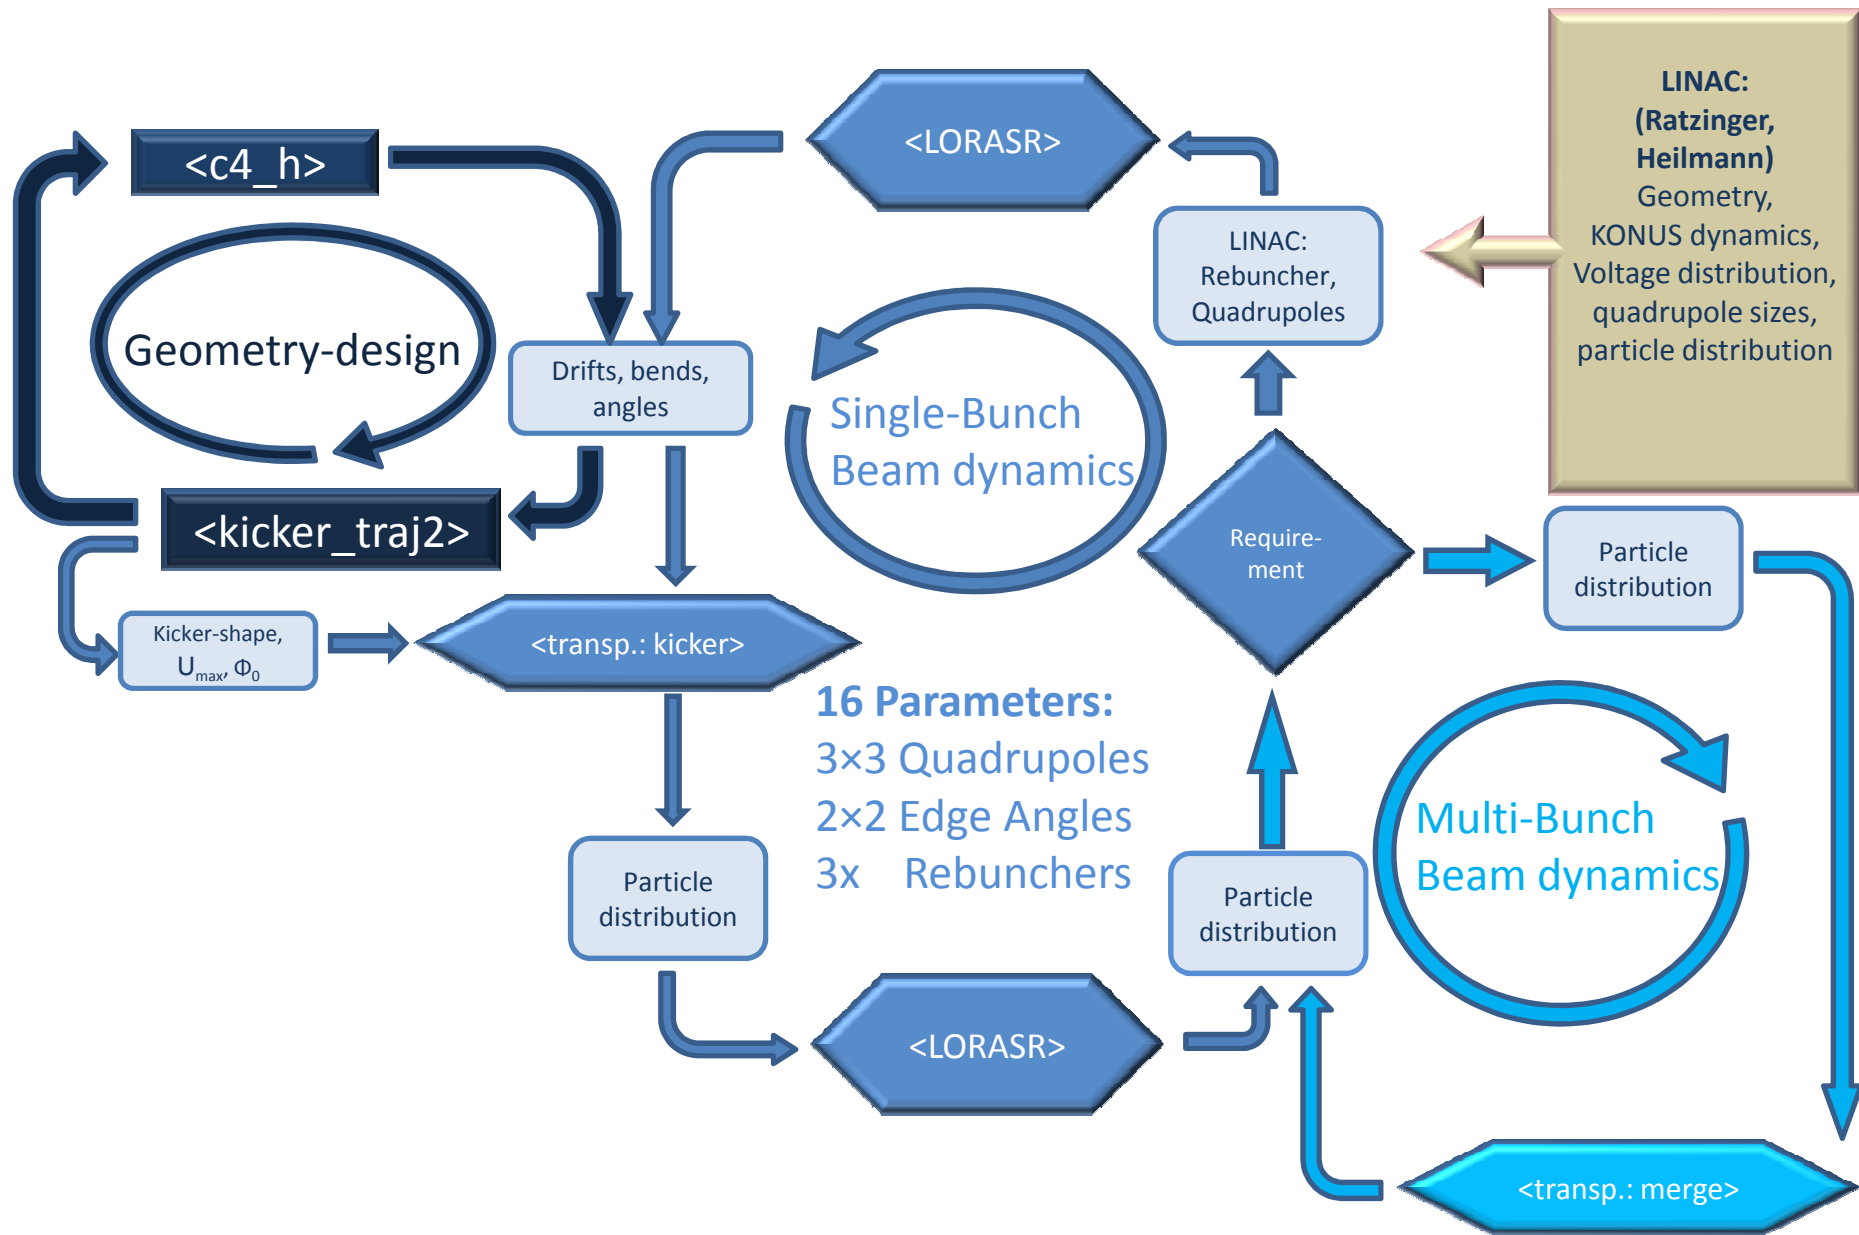 LINAC:
(Ratzinger,
Heilmann)
Geometry,
KONUS dynamics,
Voltage distribution,
quadrupole sizes,
particle distribution
<LORASR>
<c4_h>
LINAC:
Rebuncher,
Quadrupoles
Geometry-design
Drifts, bends,
angles
Single-Bunch
Beam dynamics
<kicker_traj2>
Require-
ment
Particle
distribution
Kicker-shape,
Umax, Φ0
<transp.: kicker>
16 Parameters:
3×3 Quadrupoles
2×2 Edge Angles
3x Rebunchers
Multi-Bunch
Beam dynamics
Particle
distribution
Particle
distribution
<LORASR>
<transp.: merge>